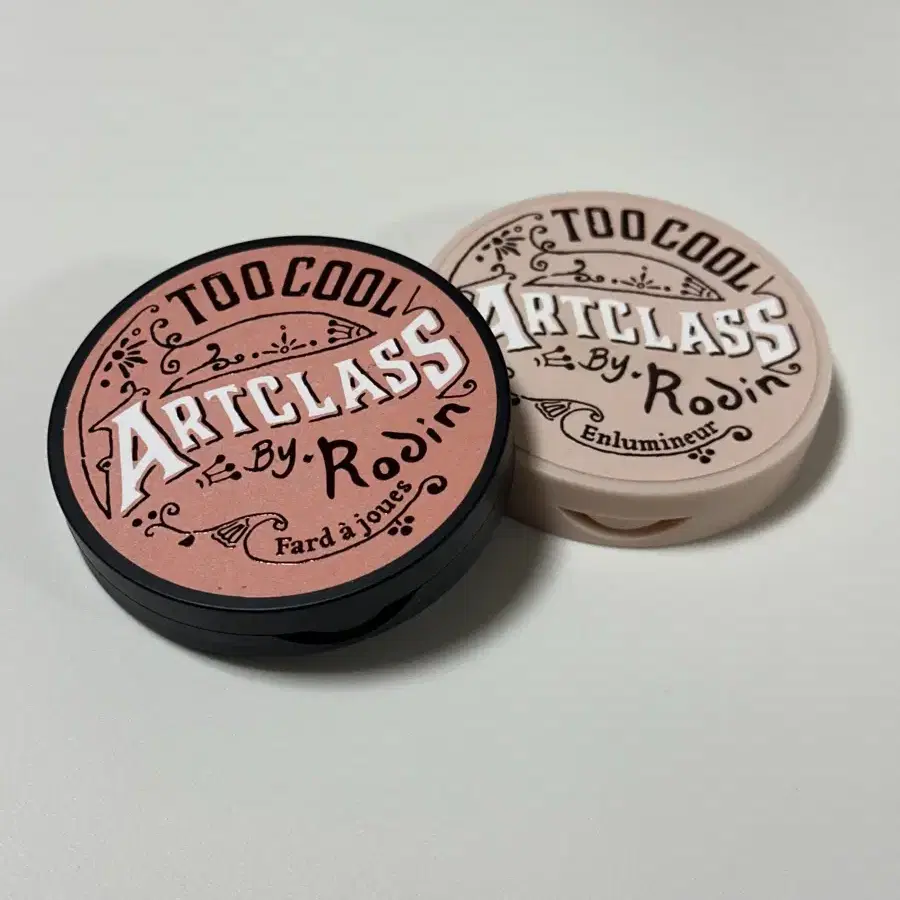 TOO COOL
ARTCLASS
By. Rodin
Fard à joues
TOO COOL
ARTCLASS
By. Rodin
Enlumineur